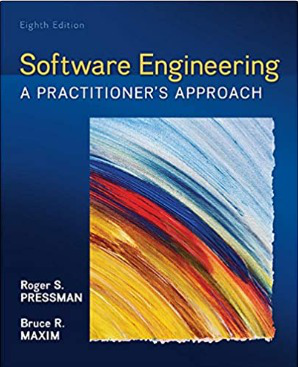 Eighth Edition
Software Engineering
A PRACTITIONER'S APPROACH
Roger S.
PRESSMAN
Bruce R.
MAXIM